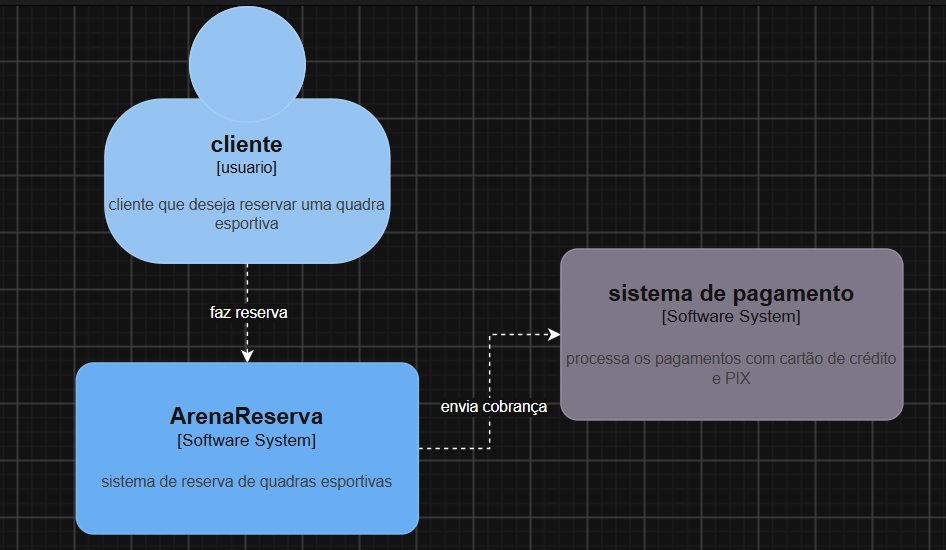 cliente
[usuario]
cliente que deseja reservar uma quadra
esportiva
faz reserva
ArenaReserva
[Software System]
sistema de reserva de quadras esportivas
envia cobrança
sistema de pagamento
[Software System]
processa os pagamentos com cartão de crédito
e PIX